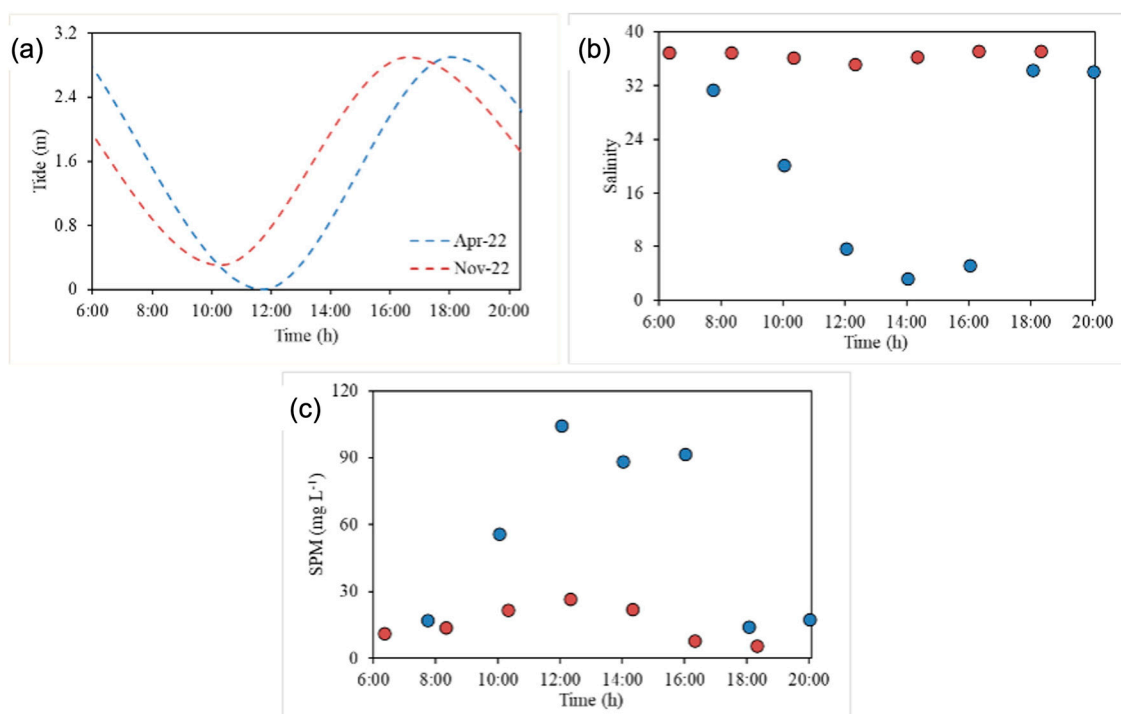 (a)
3.2
2.4
1.6
0.8
0
Tide (m)
Apr-22
Nov-22
6:00 8:00 10:00 12:00 14:00 16:00 18:00 20:00
Time (h)
(b)
40
32
24
16
8
0
Salinity
6:00 8:00 10:00 12:00 14:00 16:00 18:00 20:00
Time (h)
(c)
120
90
60
30
0
SPM (mg L⁻¹)
6:00 8:00 10:00 12:00 14:00 16:00 18:00 20:00
Time (h)